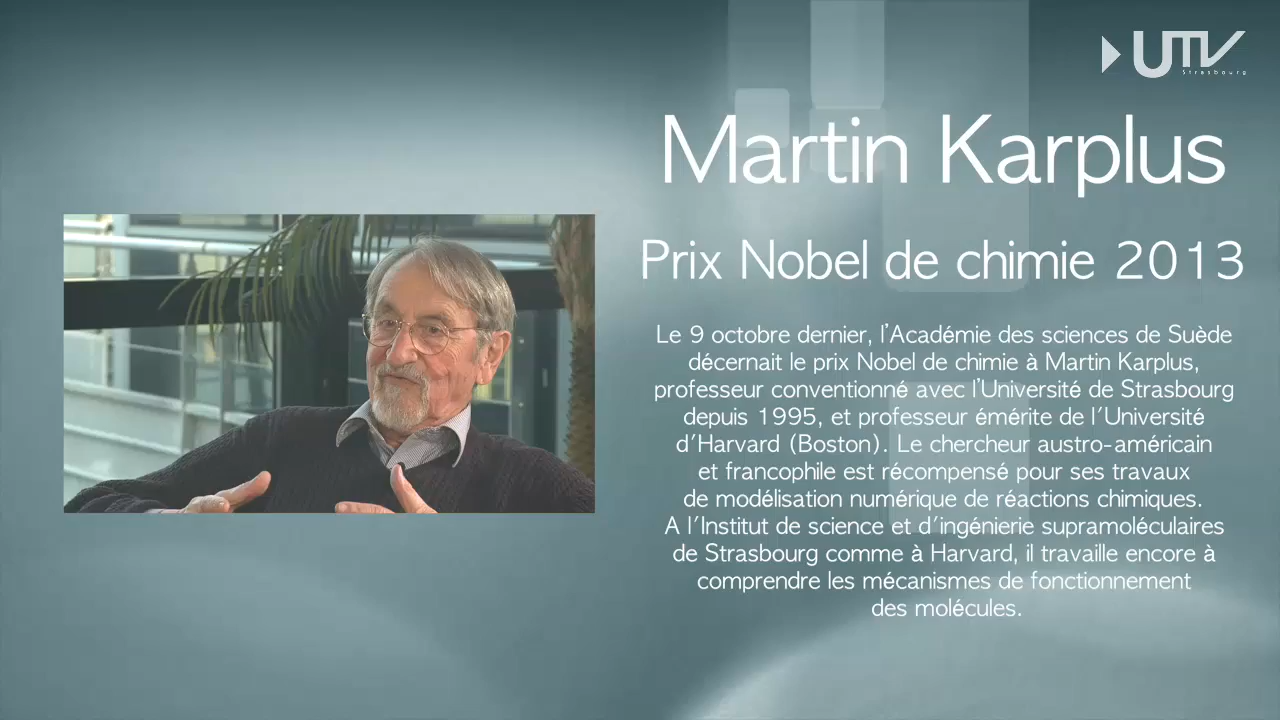 UTV
Strasbourg
Martin Karplus
Prix Nobel de chimie 2013
Le 9 octobre dernier, l'Académie des sciences de Suède
décernait le prix Nobel de chimie à Martin Karplus,
professeur conventionné avec l'Université de Strasbourg
depuis 1995, et professeur émérite de l'Université
d'Harvard (Boston). Le chercheur austro-américain
et francophile est récompensé pour ses travaux
de modélisation numérique de réactions chimiques.
A l'Institut de science et d'ingénierie supramoléculaires
de Strasbourg comme à Harvard, il travaille encore à
comprendre les mécanismes de fonctionnement
des molécules.